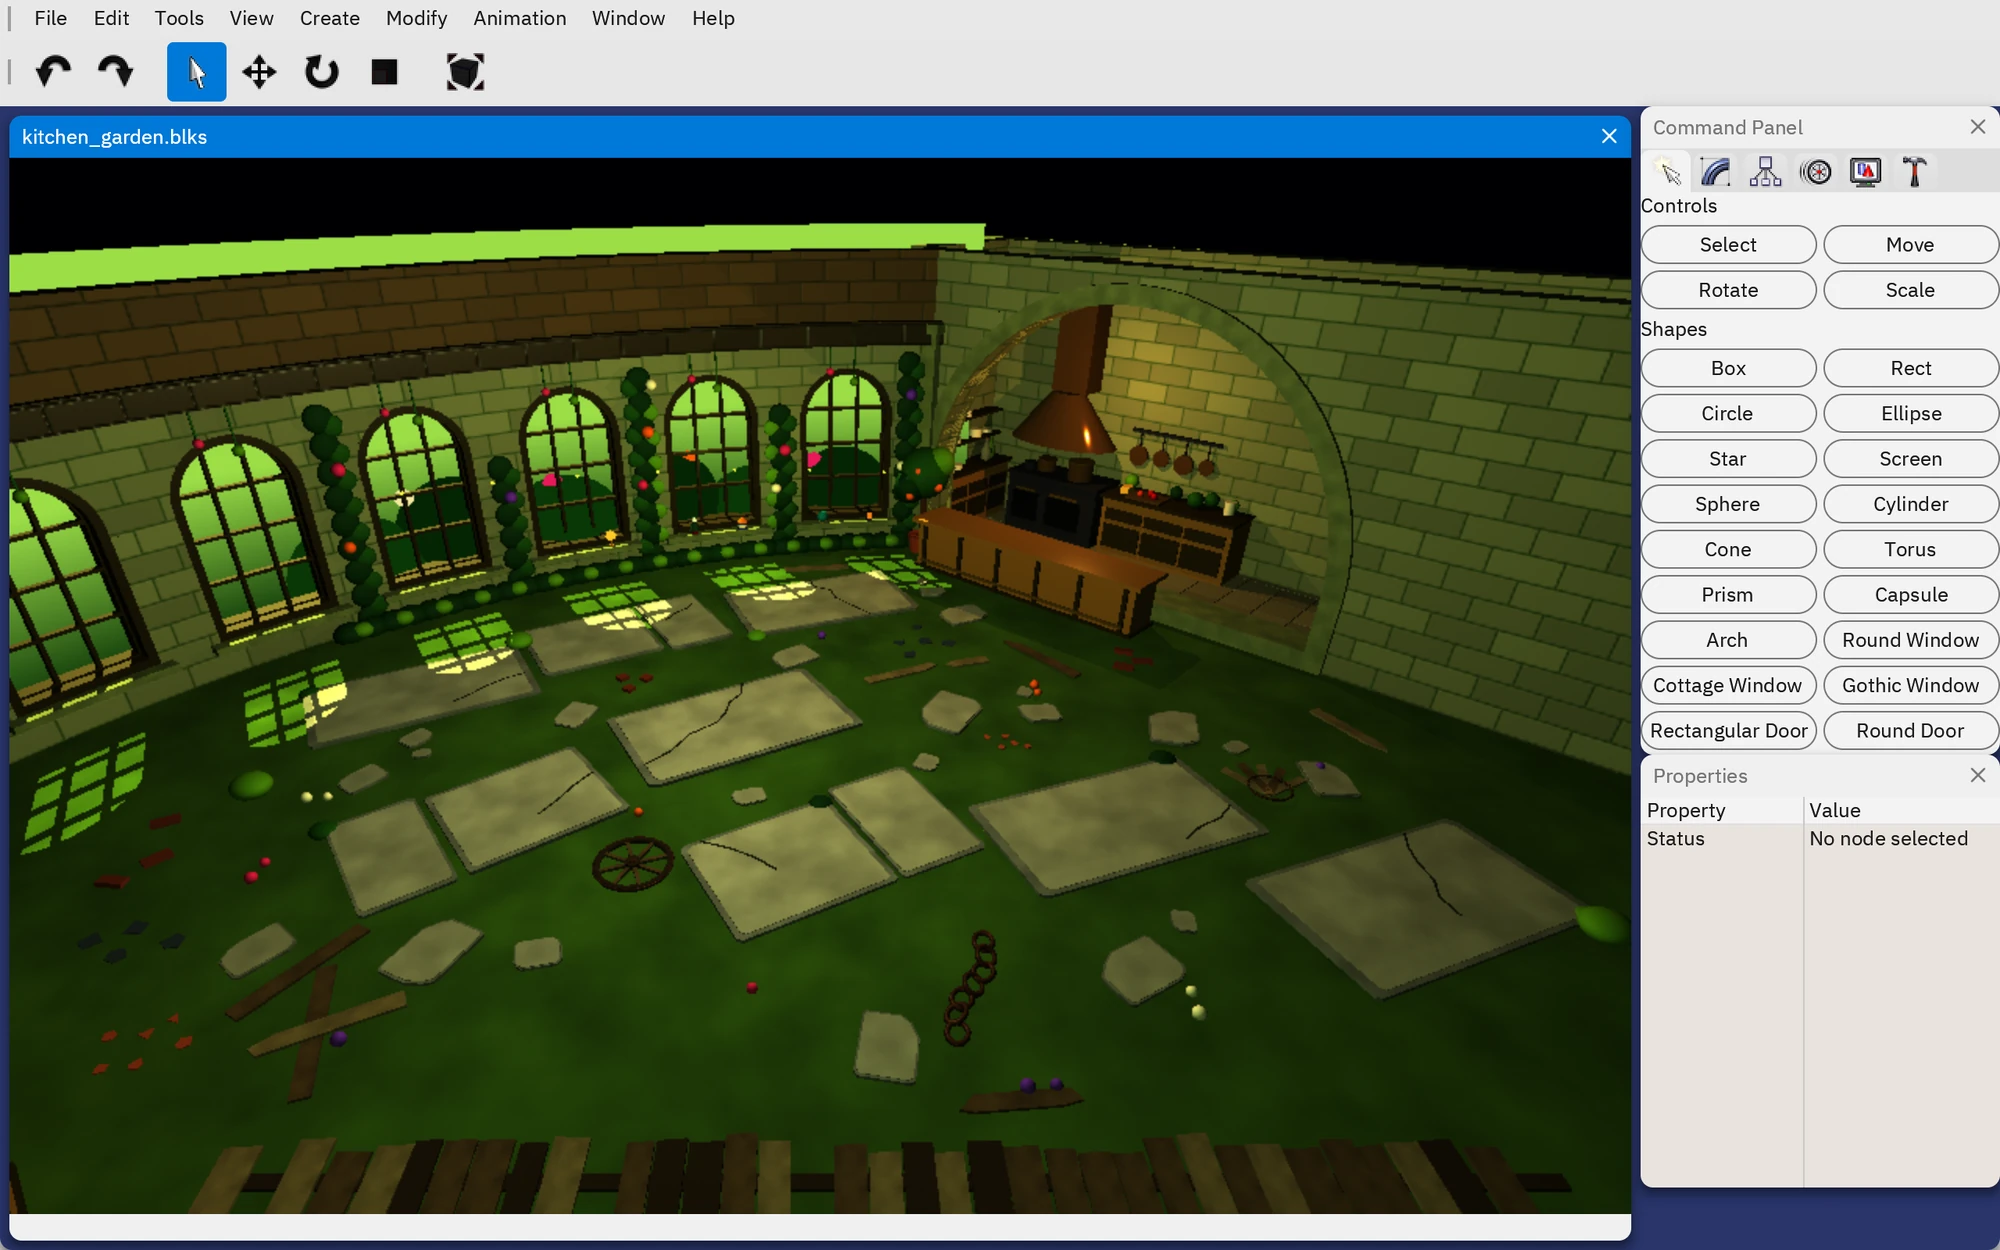 File Edit Tools View Create Modify Animation Window Help
kitchen_garden.blks
Command Panel
Controls
Select Move
Rotate Scale
Shapes
Box Rect
Circle Ellipse
Star Screen
Sphere Cylinder
Cone Torus
Prism Capsule
Arch Round Window
Cottage Window Gothic Window
Rectangular Door Round Door
Properties
Property Value
Status No node selected